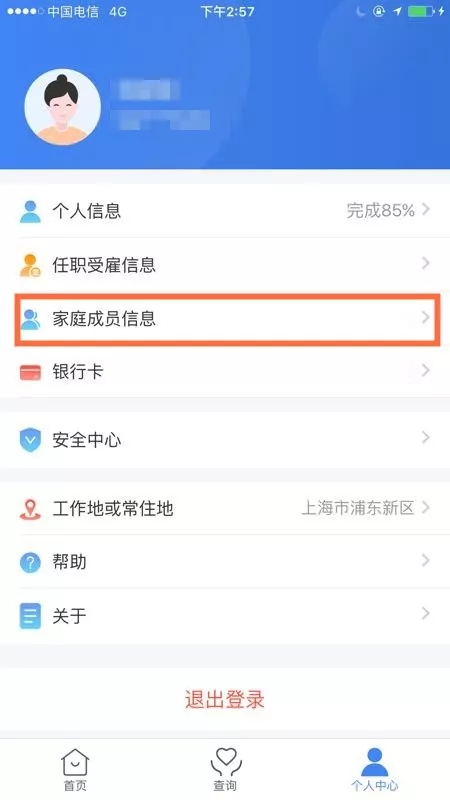 中国电信 4G 下午2:57
个人信息 完成85%
任职受雇信息
家庭成员信息
银行卡
安全中心
工作地或常住地 上海市浦东新区
帮助
关于
退出登录
首页 查询 个人中心